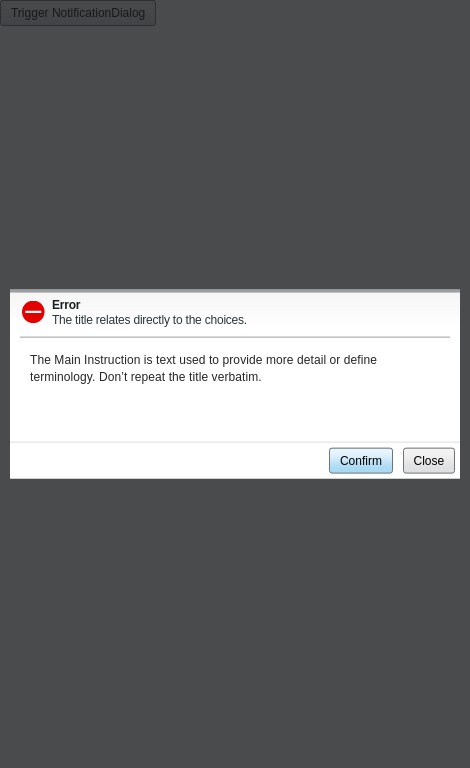 Trigger NotificationDialog
Error
The title relates directly to the choices.
The Main Instruction is text used to provide more detail or define
terminology. Don’t repeat the title verbatim.
Confirm
Close